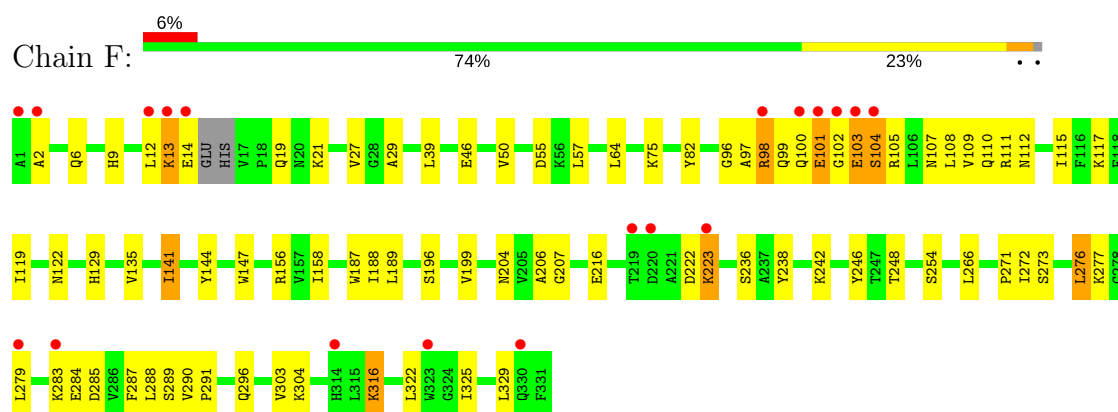 6%
Chain F:
74% 23% • •
A1 A2 Q6 H9 L12 K13 E14 GLU HIS V17 P18 Q19 N20 K21 V27 G28 A29 L39 E46 V50 D55 K56 L57 L64 K75 Y82 G96 A97 R98 Q99 Q100 E101 G102 E103 S104 R105 L106 N107 L108 V109 Q110 R111 N112 I115 F116 K117 E118
I119 N122 H129 V135 I141 Y144 W147 R156 V157 I158 W187 I188 L189 S196 V199 N204 V205 A206 G207 E216 T219 D220 A221 D222 K223 S236 A237 Y238 K242 Y246 T247 T248 S254 L266 P271 I272 S273 L276 K277 G278
L279 K283 E284 D285 V286 F287 L288 S289 V290 P291 Q296 V303 K304 H314 L315 K316 L322 W323 G324 I325 L329 Q330 F331